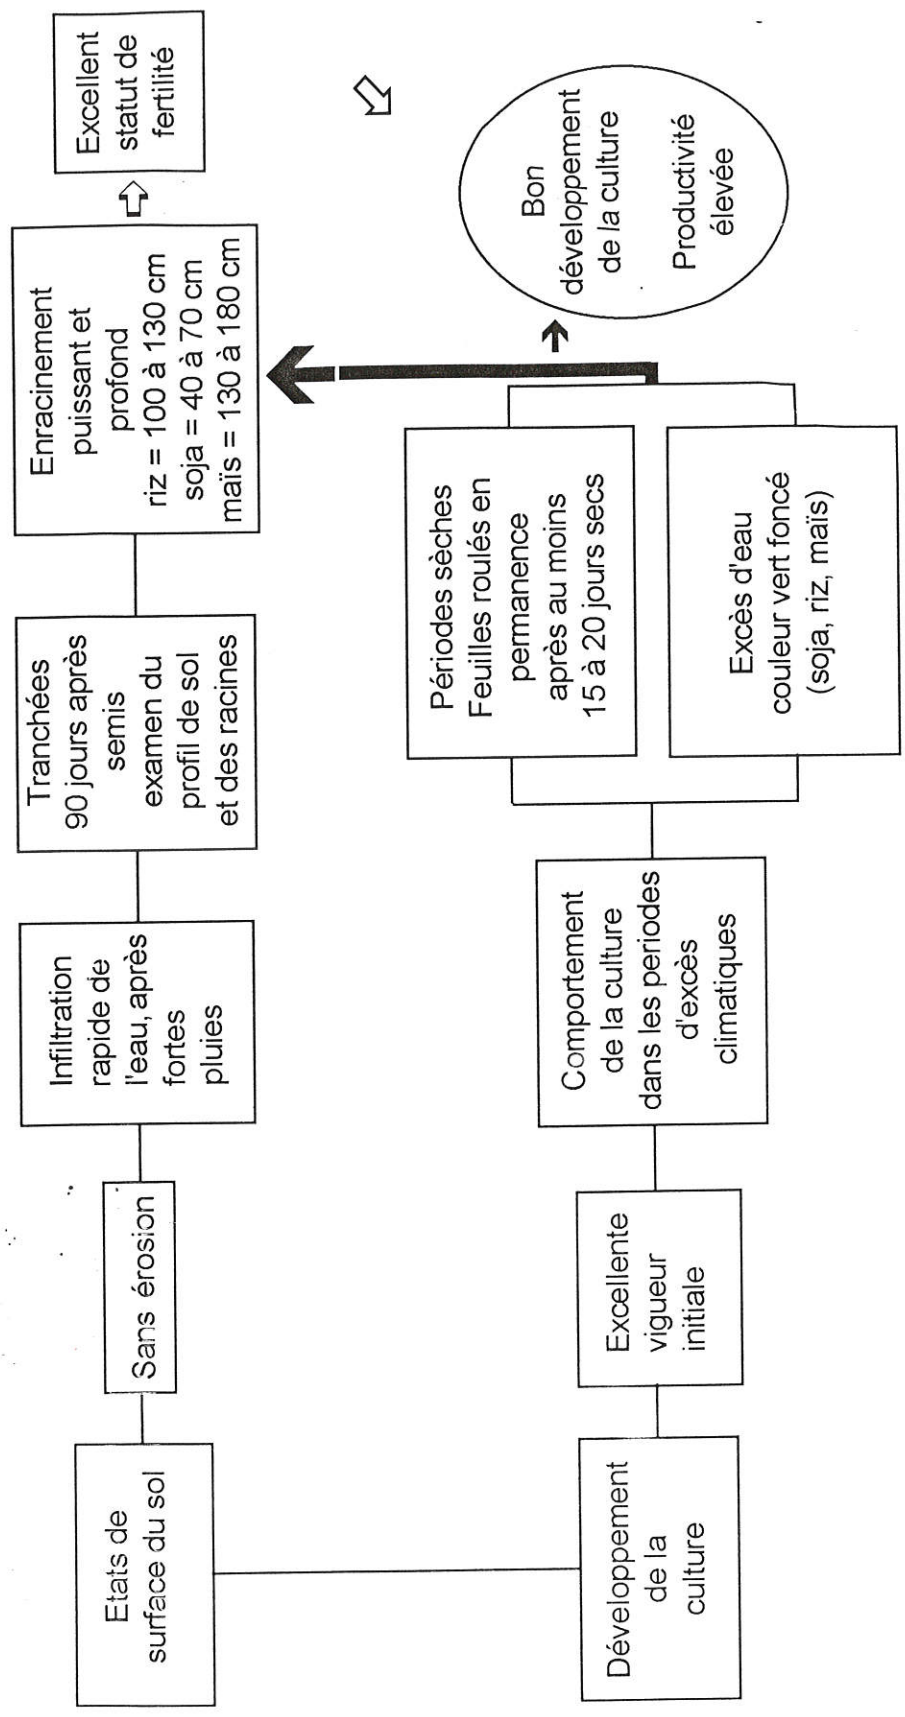 Etats de
surface du sol
Sans érosion
Infiltration
rapide de
l'eau, après
fortes
pluies
Tranchées
90 jours après
semis
examen du
profil de sol
et des racines
Enracinement
puissant et
profond
riz = 100 à 130 cm
soja = 40 à 70 cm
maïs = 130 à 180 cm
Excellent
statut de
fertilité
Développement
de la
culture
Excellente
vigueur
initiale
Comportement
de la culture
dans les periodes
d'excès
climatiques
Périodes sèches
Feuilles roulés en
permanence
après au moins
15 à 20 jours secs
Excès d'eau
couleur vert foncé
(soja, riz, maïs)
Bon
développement
de la culture
Productivité
élevée